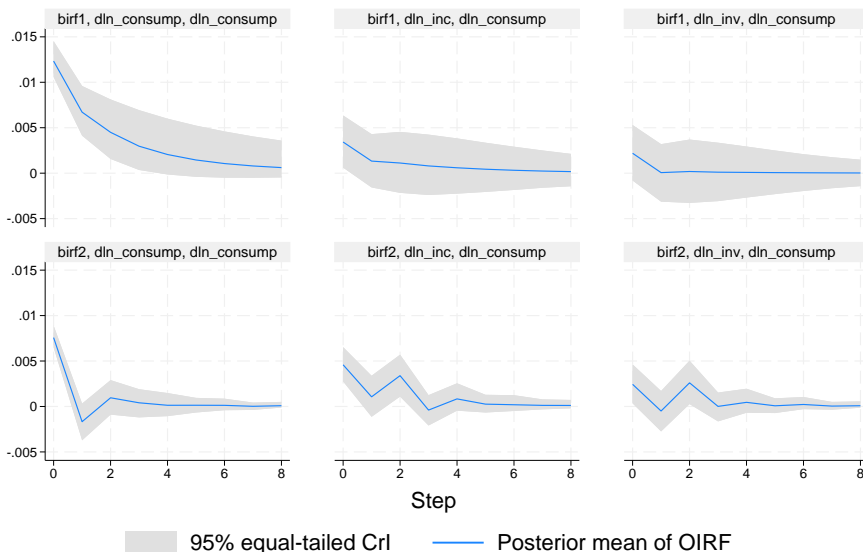 birf1, dln_consump, dln_consump
birf1, dln_inc, dln_consump
birf1, dln_inv, dln_consump
.015
.01
.005
0
-.005
birf2, dln_consump, dln_consump
birf2, dln_inc, dln_consump
birf2, dln_inv, dln_consump
.015
.01
.005
0
-.005
0 2 4 6 8
0 2 4 6 8
0 2 4 6 8
Step
95% equal-tailed CrI
Posterior mean of OIRF